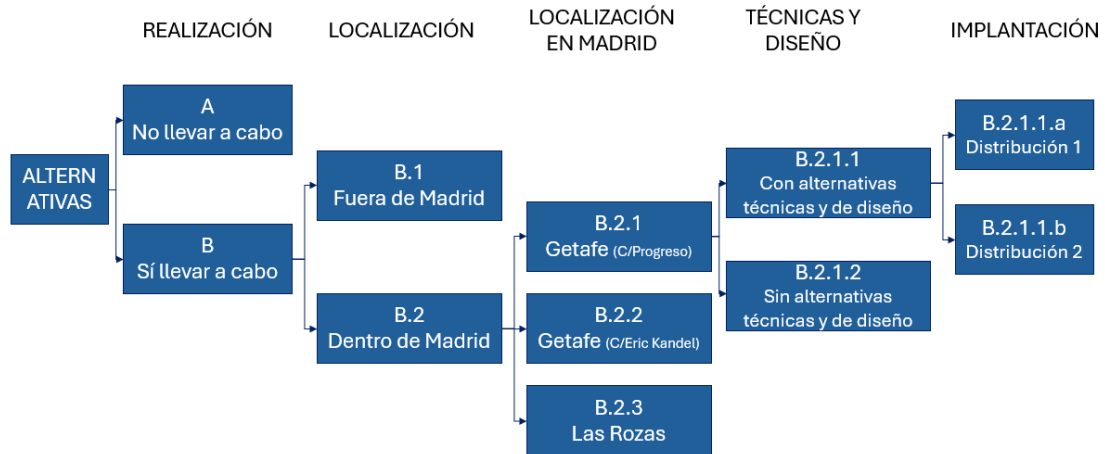 REALIZACIÓN
LOCALIZACIÓN
LOCALIZACIÓN
EN MADRID
TÉCNICAS Y
DISEÑO
IMPLANTACIÓN
ALTERN
ATIVAS
A
No llevar a cabo
B
Sí llevar a cabo
B.1
Fuera de Madrid
B.2
Dentro de Madrid
B.2.1
Getafe (C/Progreso)
B.2.2
Getafe (C/Eric Kandel)
B.2.3
Las Rozas
B.2.1.1
Con alternativas
técnicas y de diseño
B.2.1.2
Sin alternativas
técnicas y de diseño
B.2.1.1.a
Distribución 1
B.2.1.1.b
Distribución 2